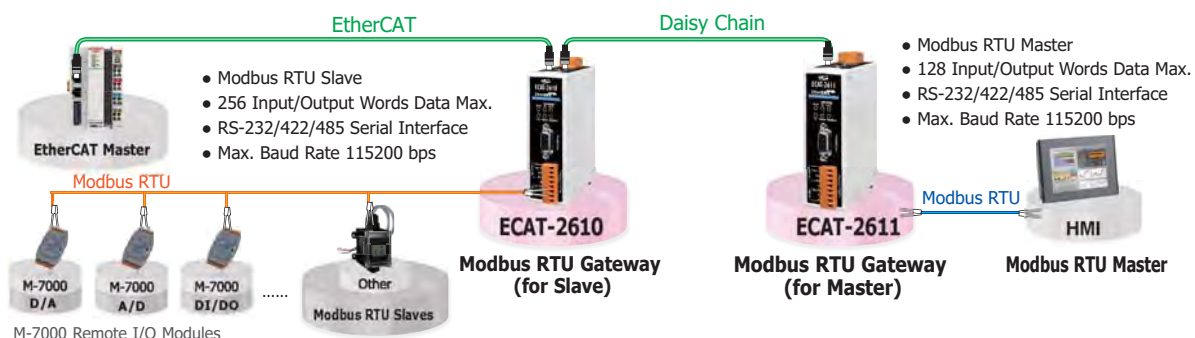 EtherCAT
Daisy Chain
● Modbus RTU Slave
● 256 Input/Output Words Data Max.
● RS-232/422/485 Serial Interface
● Max. Baud Rate 115200 bps
● Modbus RTU Master
● 128 Input/Output Words Data Max.
● RS-232/422/485 Serial Interface
● Max. Baud Rate 115200 bps
ECAT-2610
ECAT-2611
EtherCAT Master
Modbus RTU
Modbus RTU
ECAT-2610
ECAT-2611
HMI
M-7000
D/A
M-7000
A/D
M-7000
DI/DO
......
Other
Modbus RTU Slaves
Modbus RTU Gateway
(for Slave)
Modbus RTU Gateway
(for Master)
Modbus RTU Master
M-7000 Remote I/O Modules